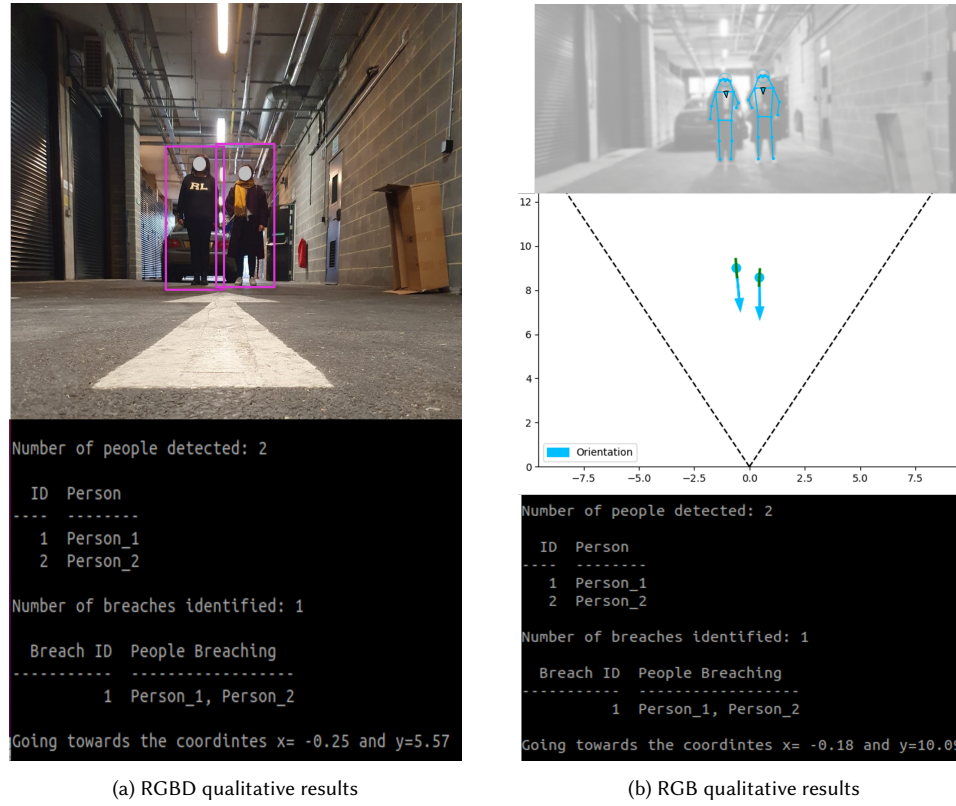 RL
Number of people detected: 2
ID Person
---- --------
1 Person_1
2 Person_2
Number of breaches identified: 1
Breach ID People Breaching
----------- -------------------
1 Person_1, Person_2
Going towards the coordintes x= -0.25 and y=5.57
(a) RGBD qualitative results
12
10
8
6
4
2
0
Orientation
−7.5 −5.0 −2.5 0.0 2.5 5.0 7.5
Number of people detected: 2
ID Person
---- --------
1 Person_1
2 Person_2
Number of breaches identified: 1
Breach ID People Breaching
----------- -------------------
1 Person_1, Person_2
Going towards the coordintes x= -0.18 and y=10.09
(b) RGB qualitative results